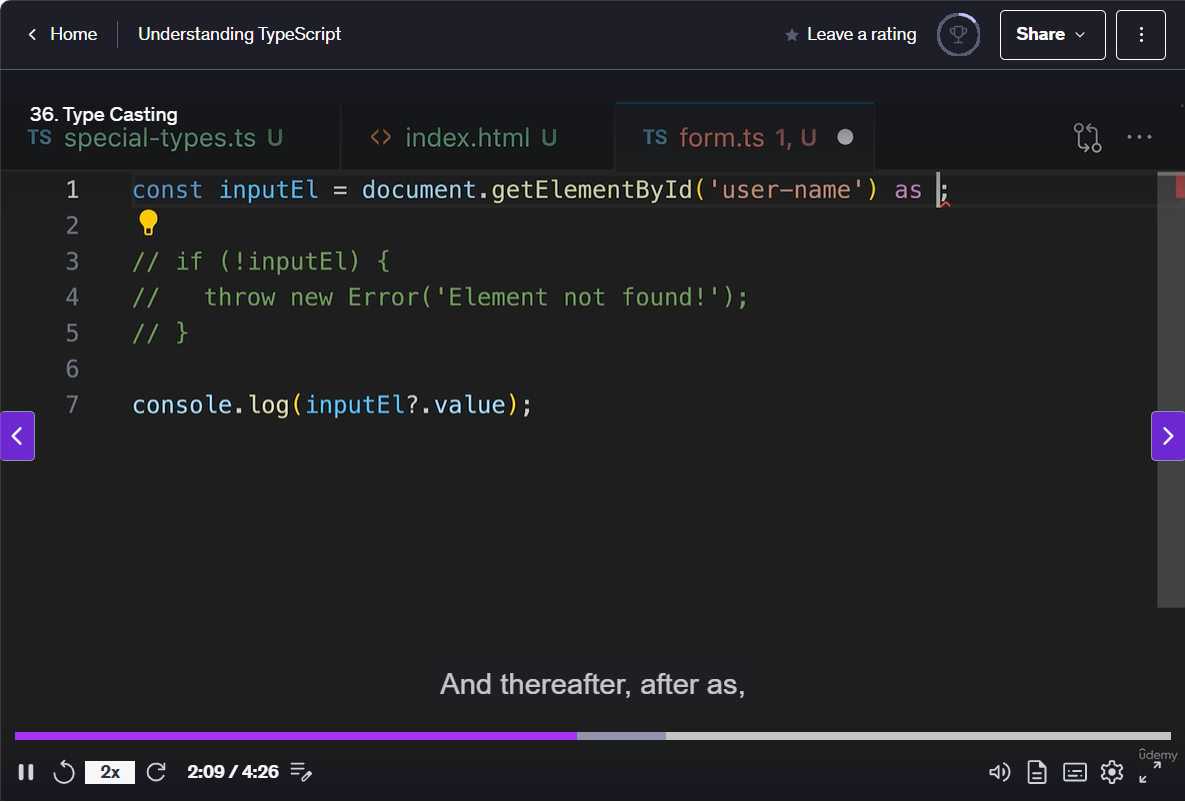 Home Understanding TypeScript Leave a rating Share
36. Type Casting
TS special-types.ts U <> index.html U TS form.ts 1, U
1 const inputEl = document.getElementById('user-name') as ;
2
3 // if (!inputEl) {
4 //   throw new Error('Element not found!');
5 // }
6
7 console.log(inputEl?.value);
And thereafter, after as,
ûdemy
2x 2:09 / 4:26